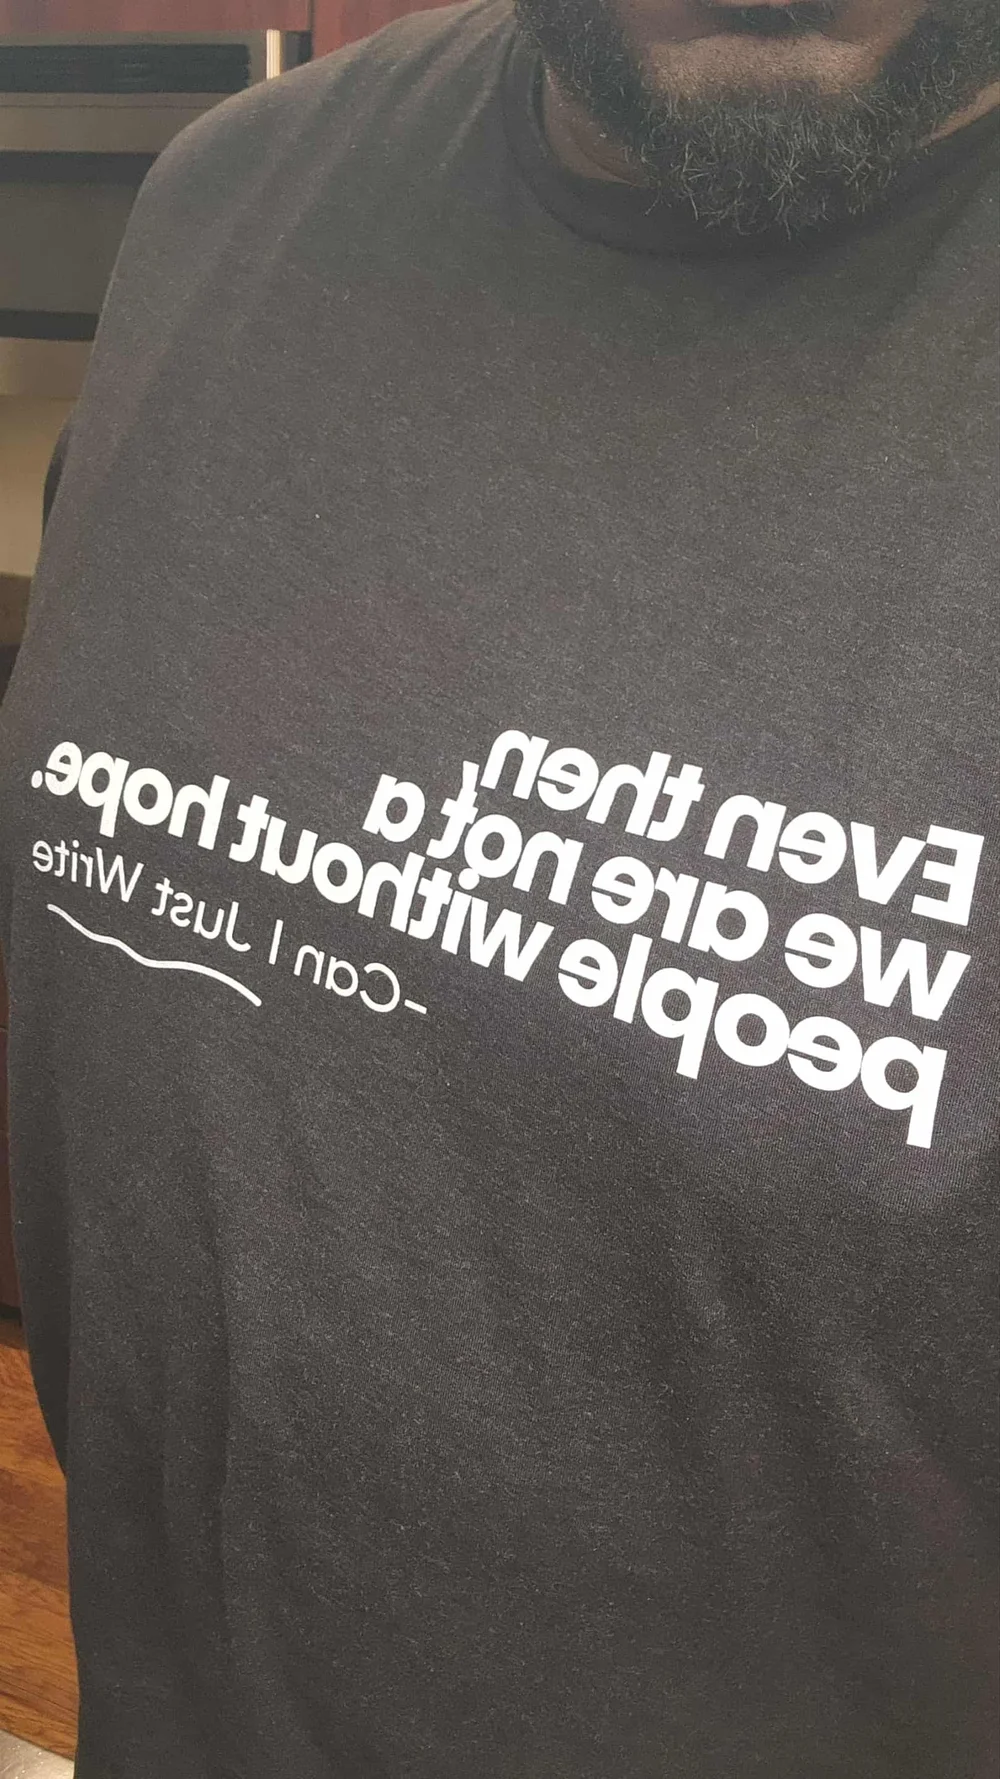 Even then,
we are not a
people without hope.
-Can I Just Write